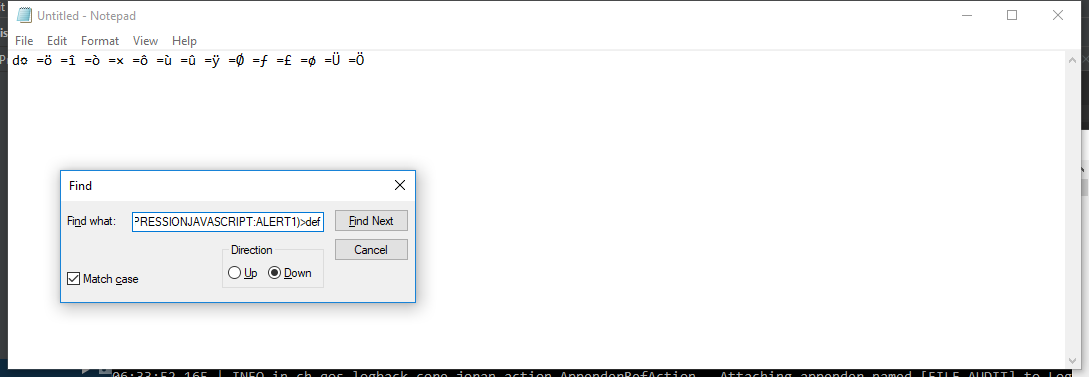 Untitled - Notepad
File Edit Format View Help
d¤ =ö =î =ò =× =ô =ù =û =ÿ =Ø =ƒ =£ =ø =Ü =Ö
Find
Find what: PRESSIONJAVASCRIPT:ALERT1)>def Find Next
Direction Cancel
Up Down
Match case
06:33:52,165 | INFO in ch.qos.logback.core.joran.action.AppenderRefAction - Attaching appender named [FILE_AUDIT] to Log